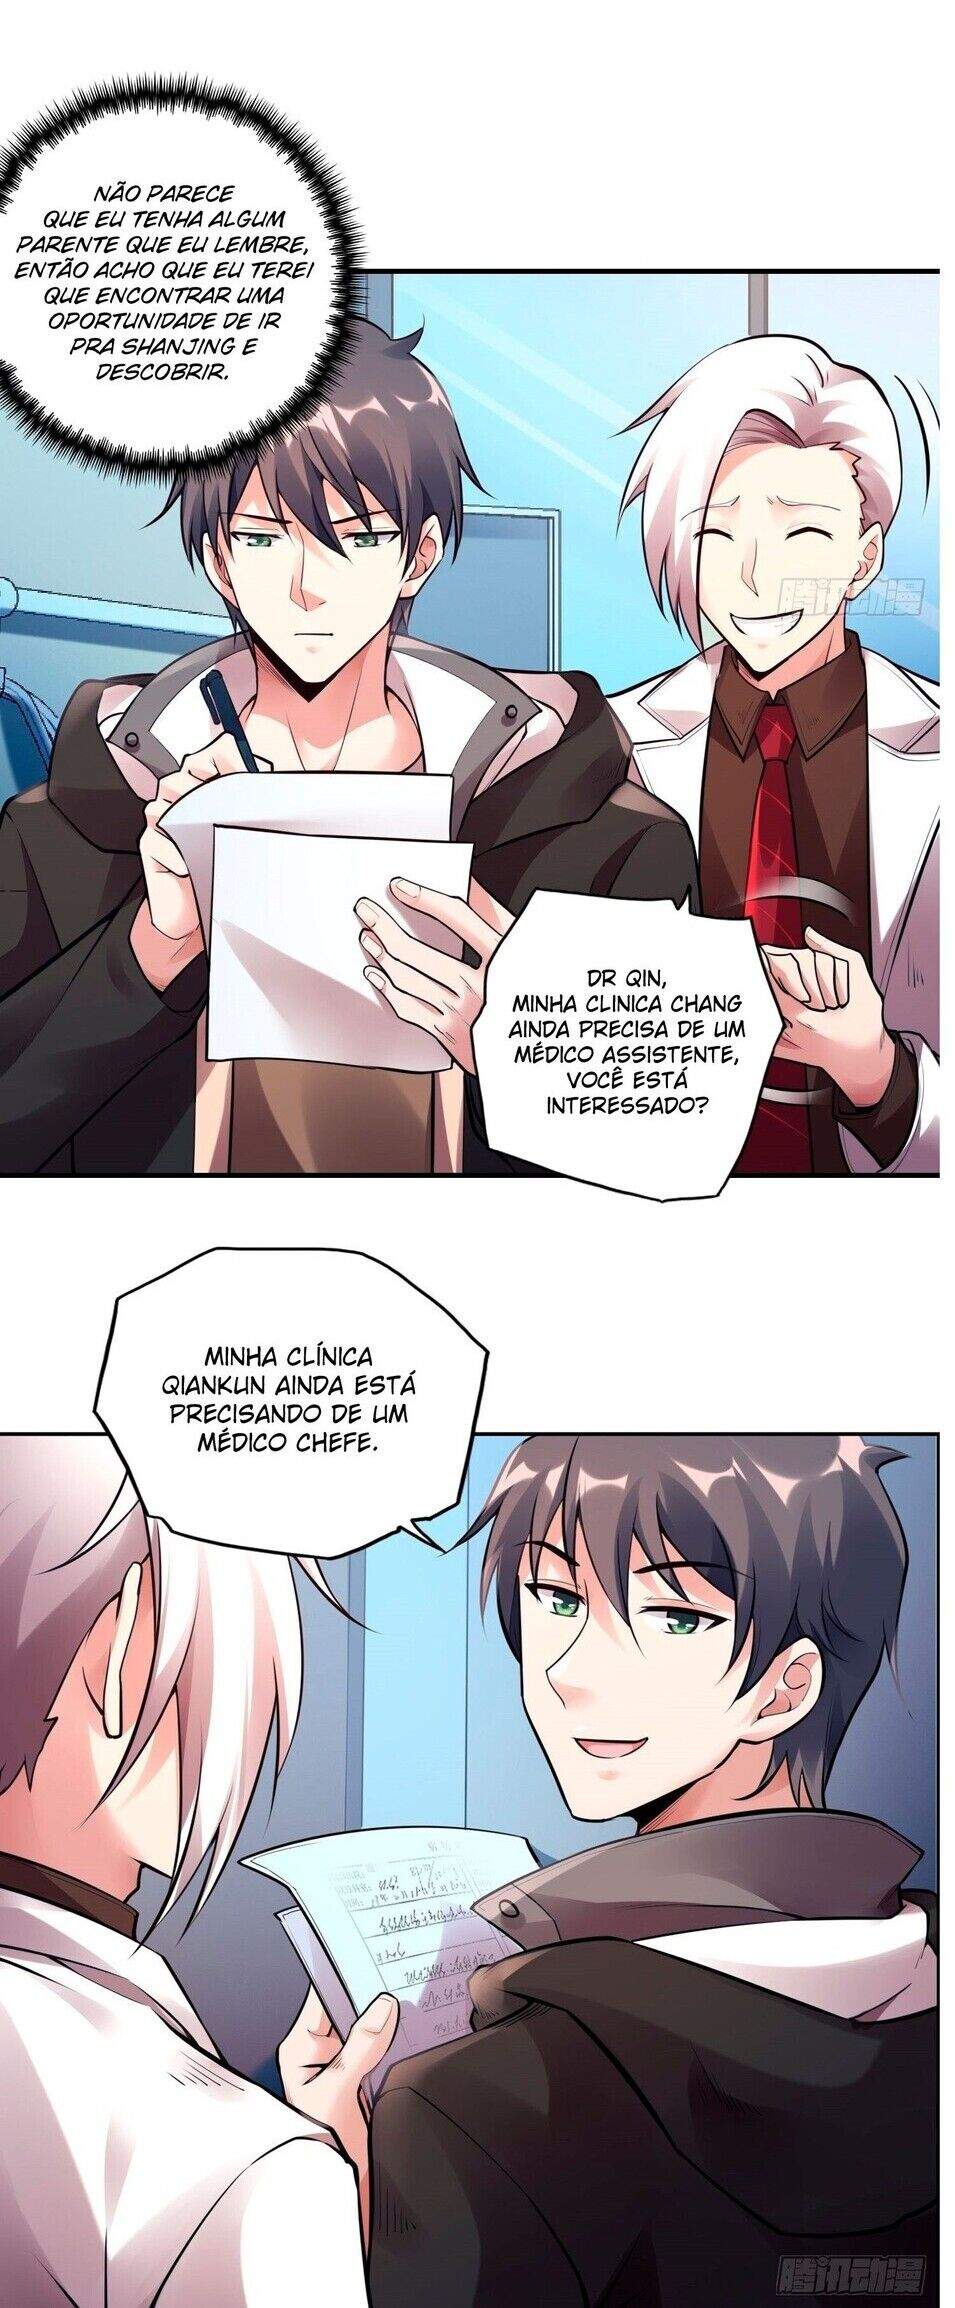 NÃO PARECE
QUE EU TENHA ALGUM
PARENTE QUE EU LEMBRE,
ENTÃO ACHO QUE EU TEREI
QUE ENCONTRAR UMA
OPORTUNIDADE DE IR
PRA SHANJING E
DESCOBRIR.
腾讯动漫
DR QIN,
MINHA CLINICA CHANG
AINDA PRECISA DE UM
MÉDICO ASSISTENTE,
VOCÊ ESTÁ
INTERESSADO?
MINHA CLÍNICA
QIANKUN AINDA ESTÁ
PRECISANDO DE UM
MÉDICO CHEFE.
腾讯动漫